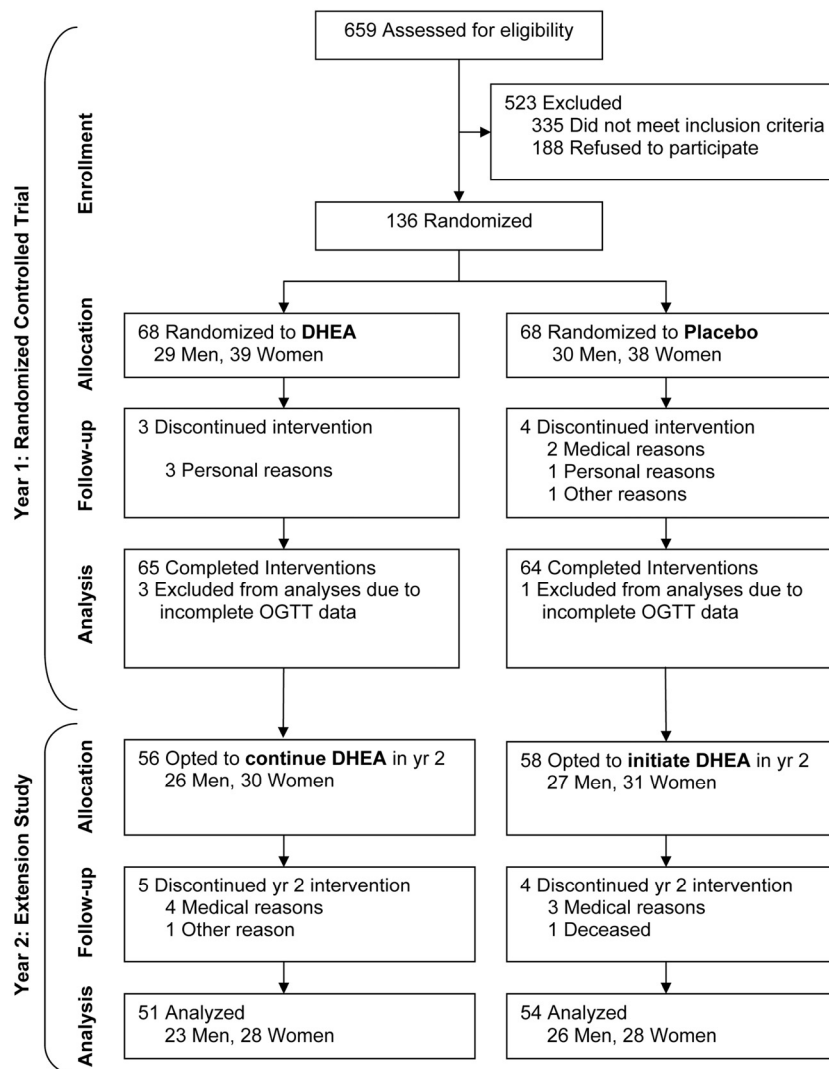 659 Assessed for eligibility
523 Excluded
335 Did not meet inclusion criteria
188 Refused to participate
Enrollment
136 Randomized
Year 1: Randomized Controlled Trial
Allocation
68 Randomized to DHEA
29 Men, 39 Women
68 Randomized to Placebo
30 Men, 38 Women
Follow-up
3 Discontinued intervention
3 Personal reasons
4 Discontinued intervention
2 Medical reasons
1 Personal reasons
1 Other reasons
Analysis
65 Completed Interventions
3 Excluded from analyses due to
incomplete OGTT data
64 Completed Interventions
1 Excluded from analyses due to
incomplete OGTT data
Year 2: Extension Study
Allocation
56 Opted to continue DHEA in yr 2
26 Men, 30 Women
58 Opted to initiate DHEA in yr 2
27 Men, 31 Women
Follow-up
5 Discontinued yr 2 intervention
4 Medical reasons
1 Other reason
4 Discontinued yr 2 intervention
3 Medical reasons
1 Deceased
Analysis
51 Analyzed
23 Men, 28 Women
54 Analyzed
26 Men, 28 Women